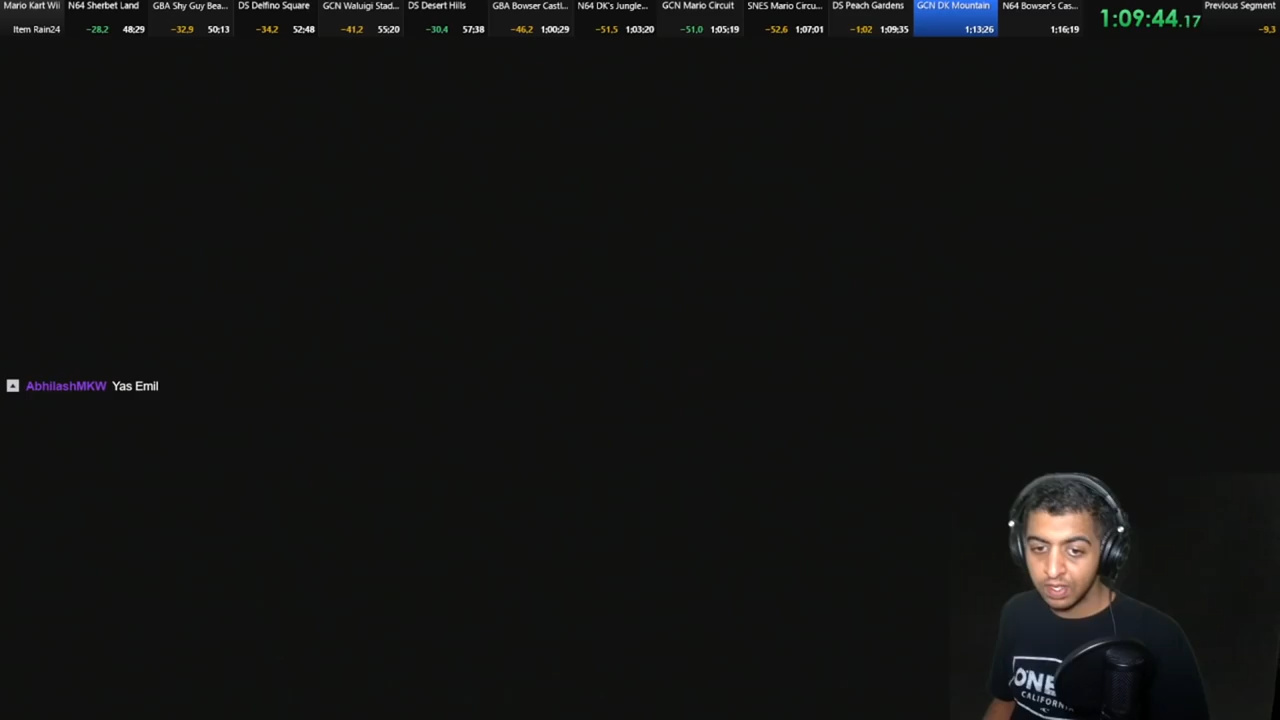 Mario Kart Wii
Item Rain24
N64 Sherbet Land
−28,2 48:29
GBA Shy Guy Bea...
−32,9 50:13
DS Delfino Square
−34,2 52:48
GCN Waluigi Stad...
−41,2 55:20
DS Desert Hills
−30,4 57:38
GBA Bowser Castl...
−46,2 1:00:29
N64 DK's Jungle...
−51,5 1:03:20
GCN Mario Circuit
−51,0 1:05:19
SNES Mario Circu...
−52,6 1:07:01
DS Peach Gardens
−1:02 1:09:35
GCN DK Mountain
1:13:26
N64 Bowser's Cas...
1:16:19
1:09:44.17
Previous Segment
−9,3
AbhilashMKW Yas Emil
ONE
CALIFORNIA